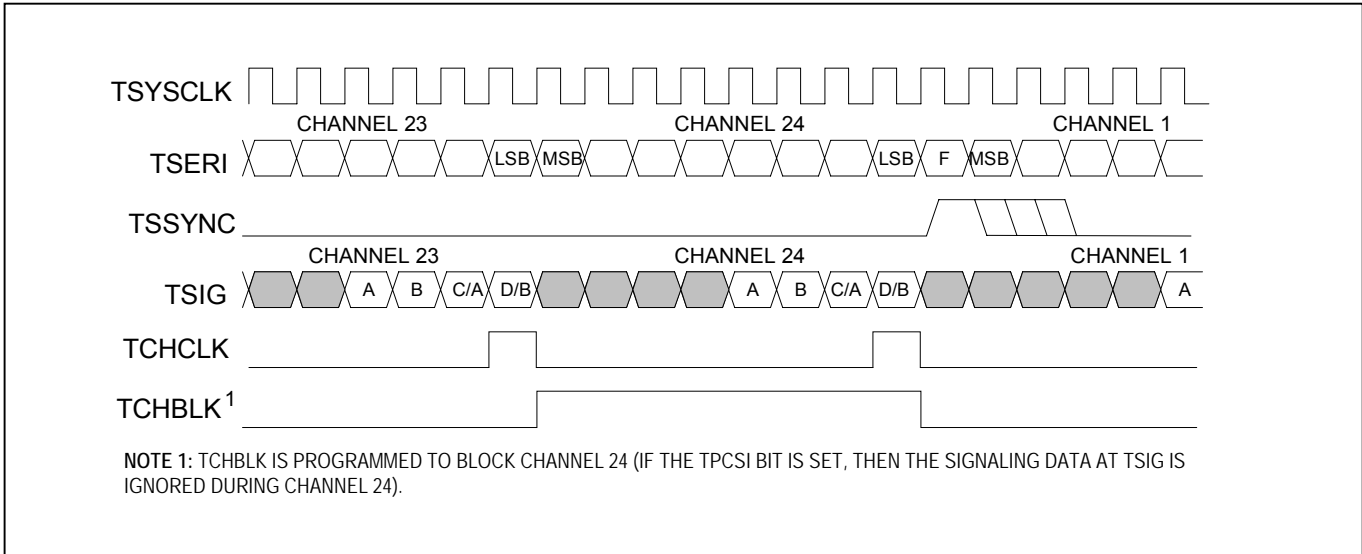 TSYSCLK
CHANNEL 23 CHANNEL 24 CHANNEL 1
TSERI LSB MSB LSB F MSB
TSSYNC
CHANNEL 23 CHANNEL 24 CHANNEL 1
TSIG A B C/A D/B A B C/A D/B A
TCHCLK
TCHBLK1
NOTE 1: TCHBLK IS PROGRAMMED TO BLOCK CHANNEL 24 (IF THE TPCSI BIT IS SET, THEN THE SIGNALING DATA AT TSIG IS
IGNORED DURING CHANNEL 24).